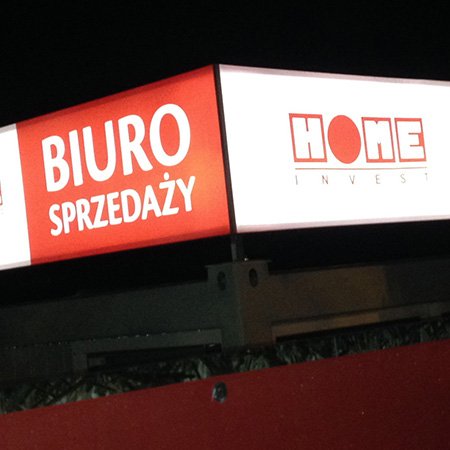 BIURO
SPRZEDAŻY
HOME
INVEST